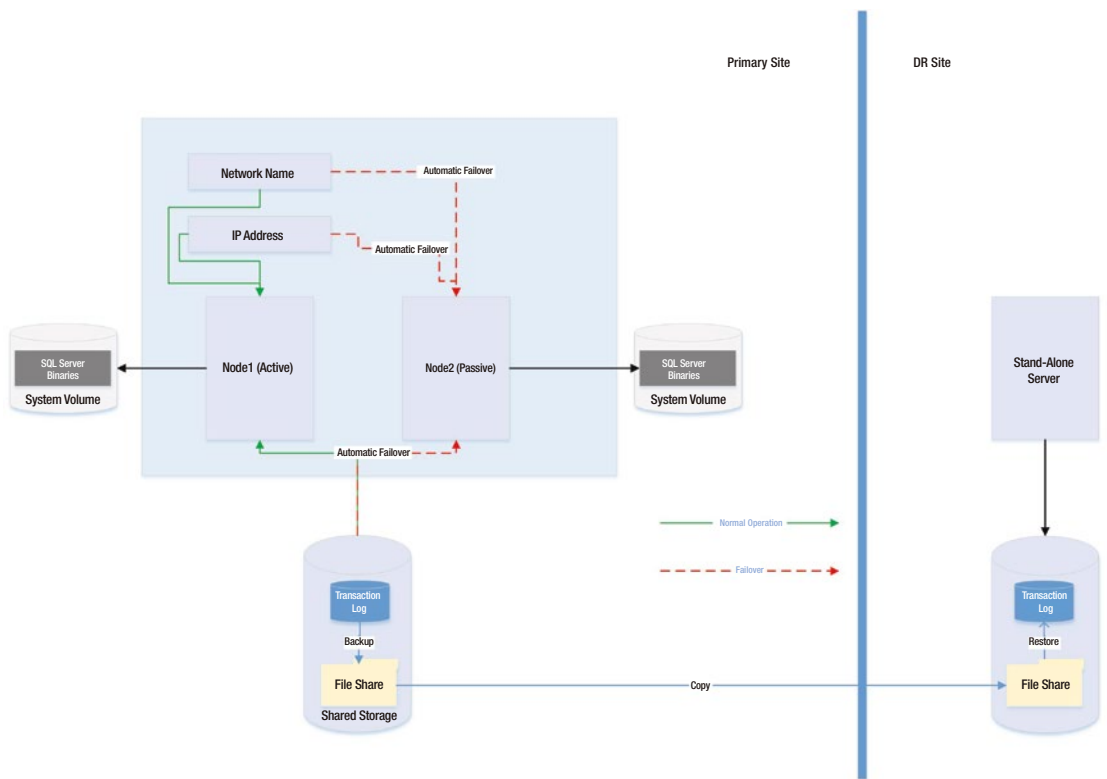 Primary Site
DR Site
Network Name
Automatic Failover
IP Address
Automatic Failover
SQL Server
Binaries
System Volume
Node1 (Active)
Node2 (Passive)
SQL Server
Binaries
System Volume
Stand-Alone
Server
Automatic Failover
Normal Operation
Failover
Transaction
Log
Backup
File Share
Shared Storage
Copy
Transaction
Log
Restore
File Share